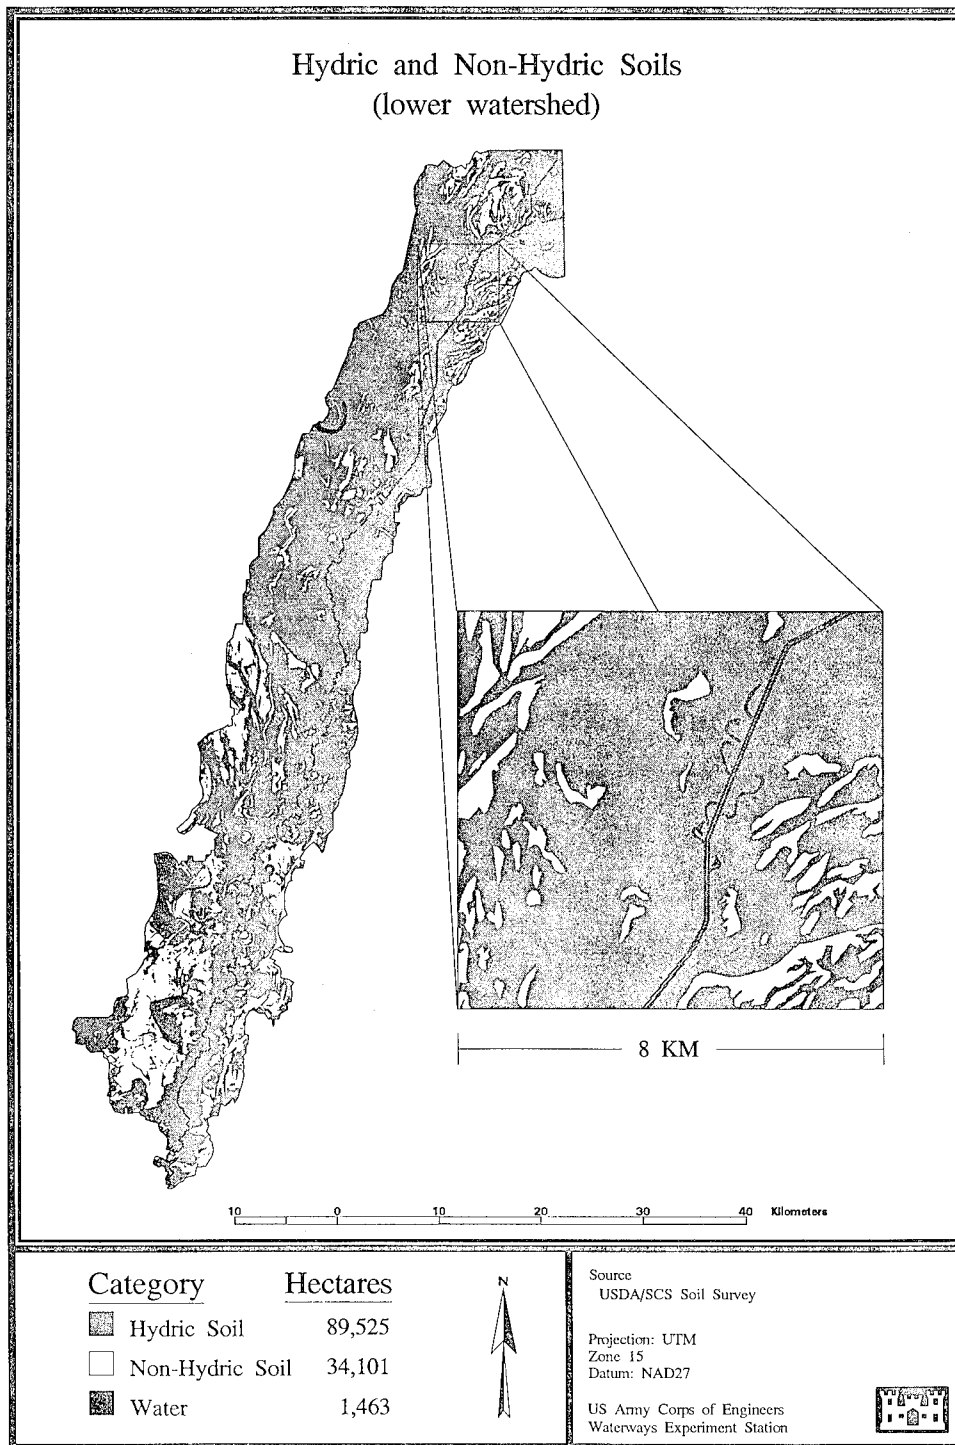 Hydric and Non-Hydric Soils
(lower watershed)
8 KM
10 0 10 20 30 40 Kilometers
Category Hectares
Hydric Soil 89,525
Non-Hydric Soil 34,101
Water 1,463
N
Source
USDA/SCS Soil Survey
Projection: UTM
Zone 15
Datum: NAD27
US Army Corps of Engineers
Waterways Experiment Station